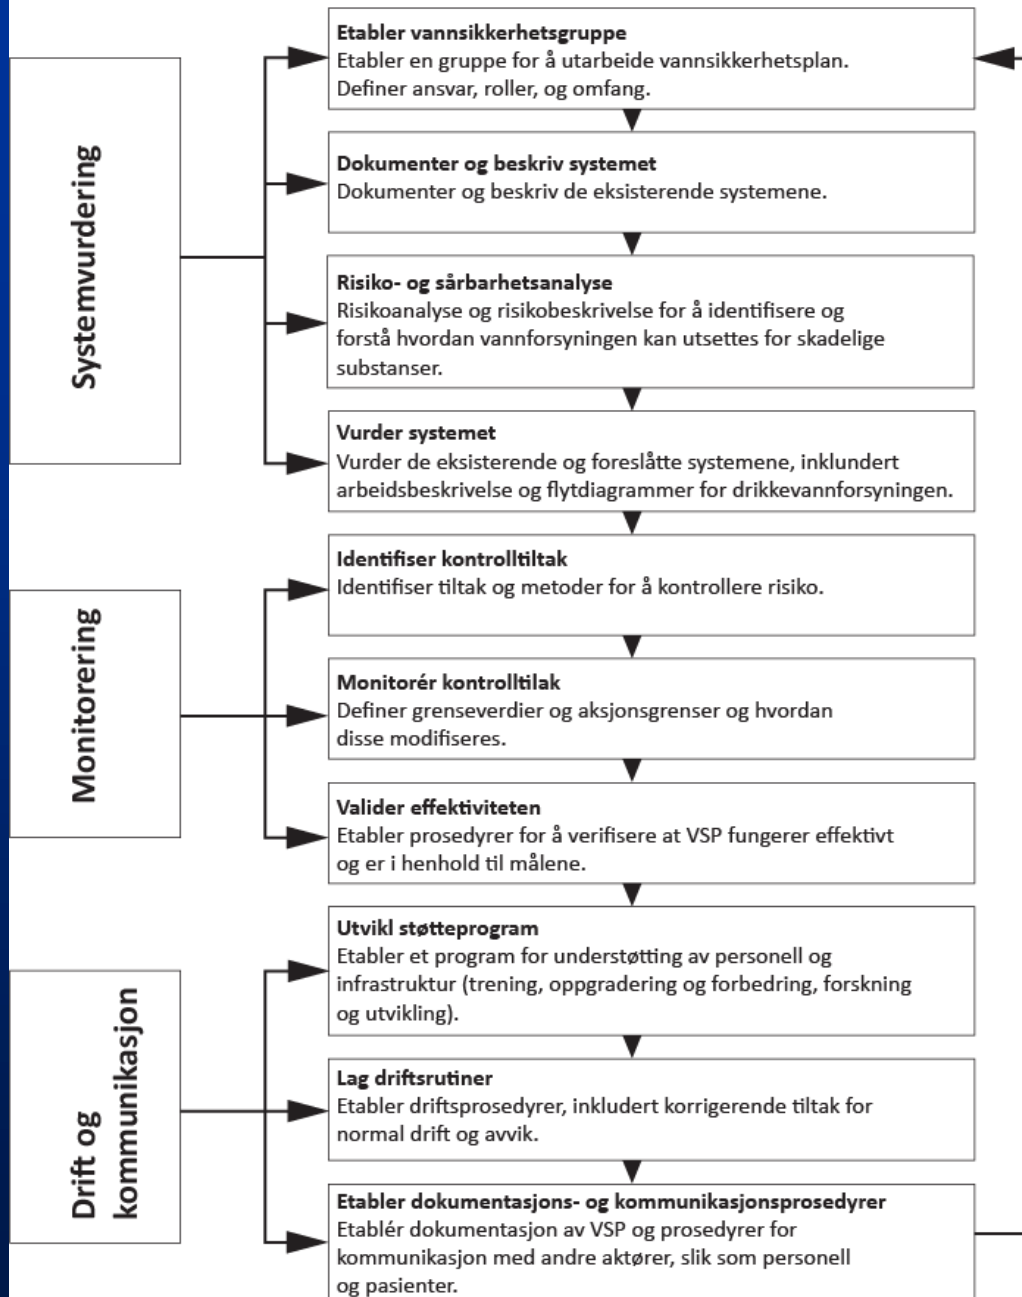 Systemvurdering
Etabler vannsikkerhetsgruppe
Etabler en gruppe for å utarbeide vannsikkerhetsplan.
Definer ansvar, roller, og omfang.
Dokumenter og beskriv systemet
Dokumenter og beskriv de eksisterende systemene.
Risiko- og sårbarhetsanalyse
Risikoanalyse og risikobeskrivelse for å identifisere og
forstå hvordan vannforsyningen kan utsettes for skadelige
substanser.
Vurder systemet
Vurder de eksisterende og foreslåtte systemene, inklundert
arbeidsbeskrivelse og flytdiagrammer for drikkevannforsyningen.
Monitorering
Identifiser kontrolltiltak
Identifiser tiltak og metoder for å kontrollere risiko.
Monitorér kontrolltilak
Definer grenseverdier og aksjonsgrenser og hvordan
disse modifiseres.
Valider effektiviteten
Etabler prosedyrer for å verifisere at VSP fungerer effektivt
og er i henhold til målene.
Drift og
kommunikasjon
Utvikl støtteprogram
Etabler et program for understøtting av personell og
infrastruktur (trening, oppgradering og forbedring, forskning
og utvikling).
Lag driftsrutiner
Etabler driftsprosedyrer, inkludert korrigerende tiltak for
normal drift og avvik.
Etabler dokumentasjons- og kommunikasjonsprosedyrer
Etablér dokumentasjon av VSP og prosedyrer for
kommunikasjon med andre aktører, slik som personell
og pasienter.